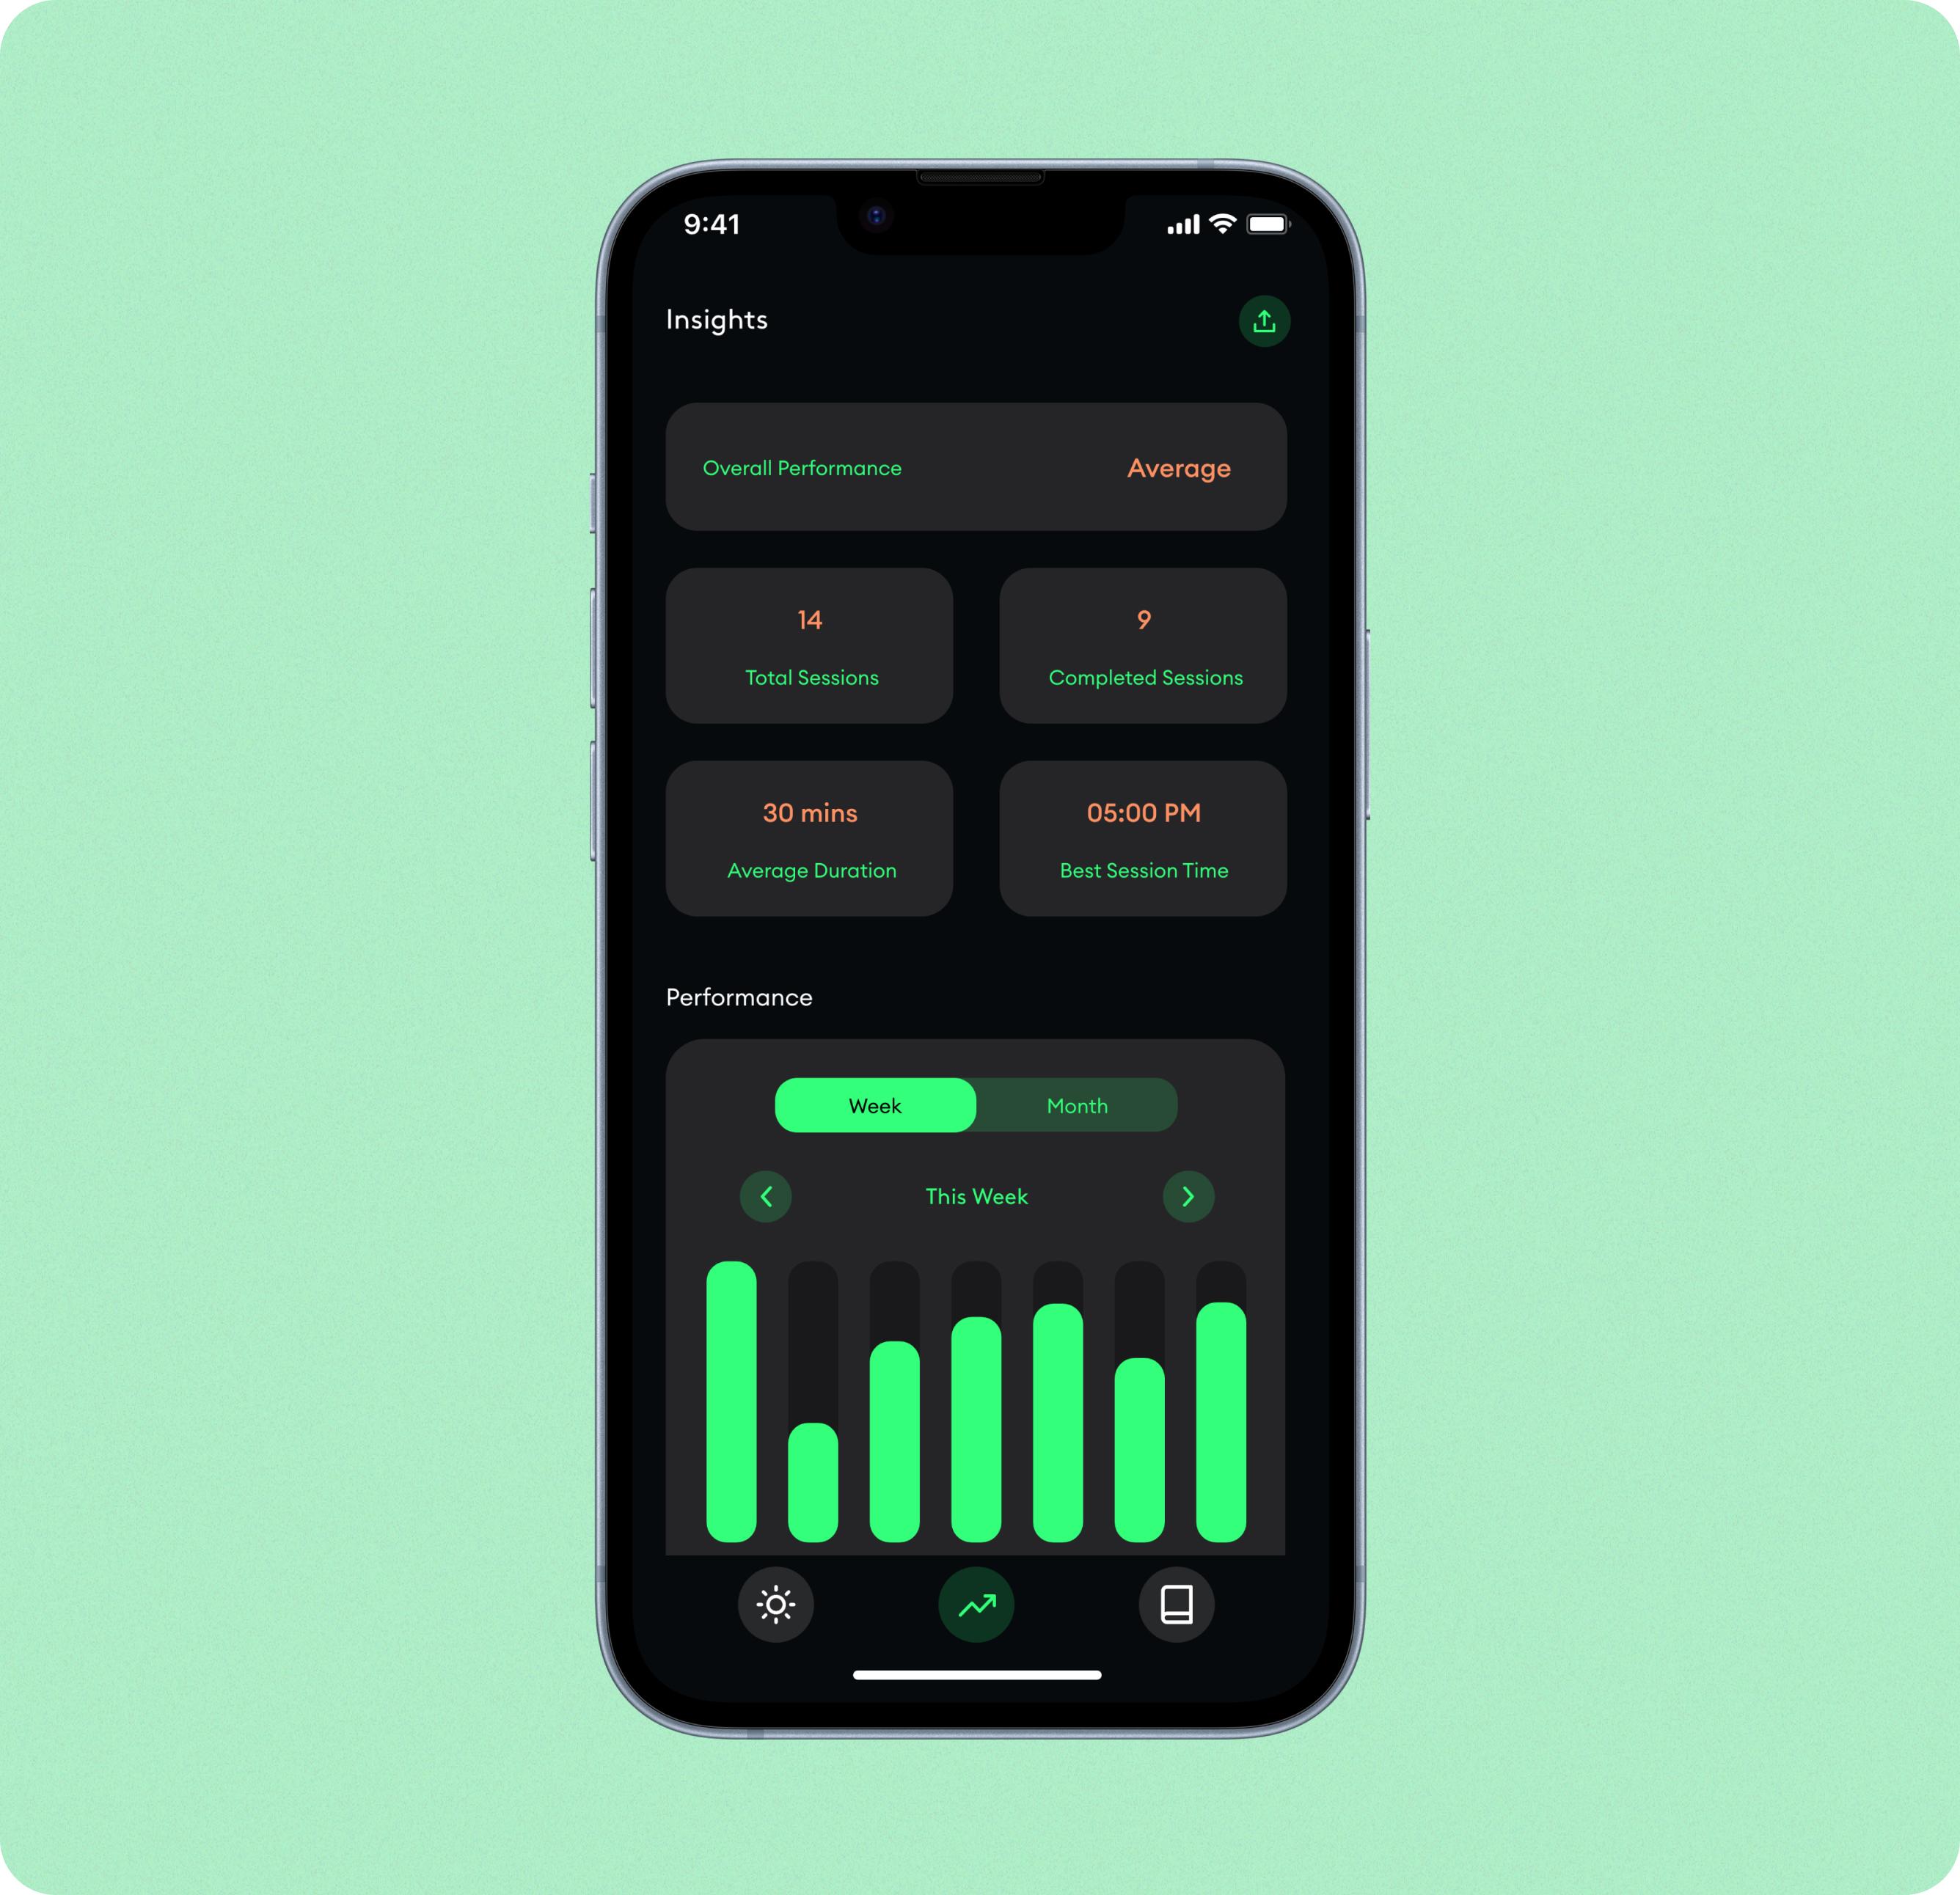 9:41
Insights
Overall Performance
Average
14
Total Sessions
9
Completed Sessions
30 mins
Average Duration
05:00 PM
Best Session Time
Performance
Week
Month
This Week